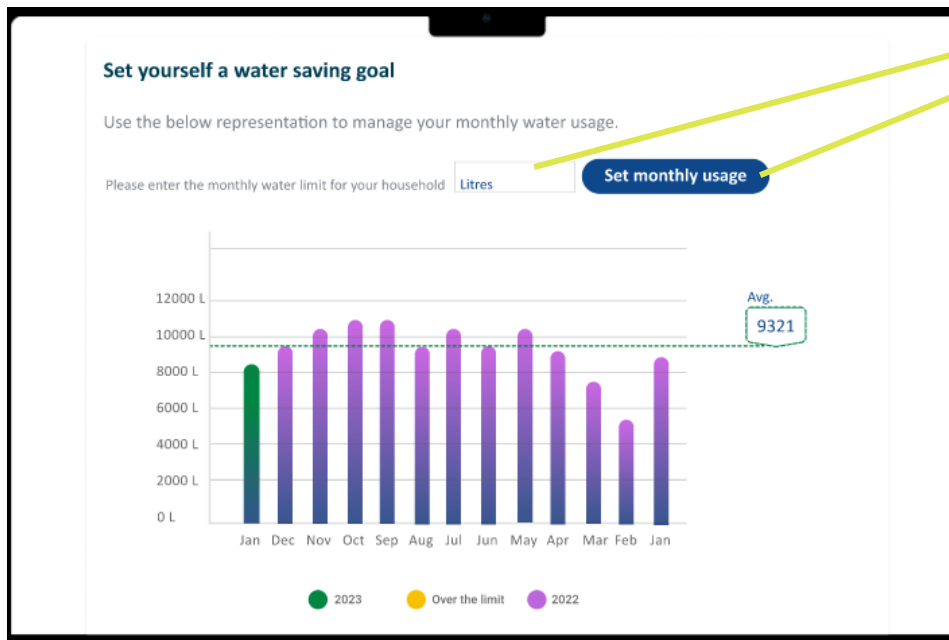 Set yourself a water saving goal
Use the below representation to manage your monthly water usage.
Please enter the monthly water limit for your household Litres Set monthly usage
12000 L
10000 L
8000 L
6000 L
4000 L
2000 L
0 L
Avg.
9321
Jan Dec Nov Oct Sep Aug Jul Jun May Apr Mar Feb Jan
2023 Over the limit 2022